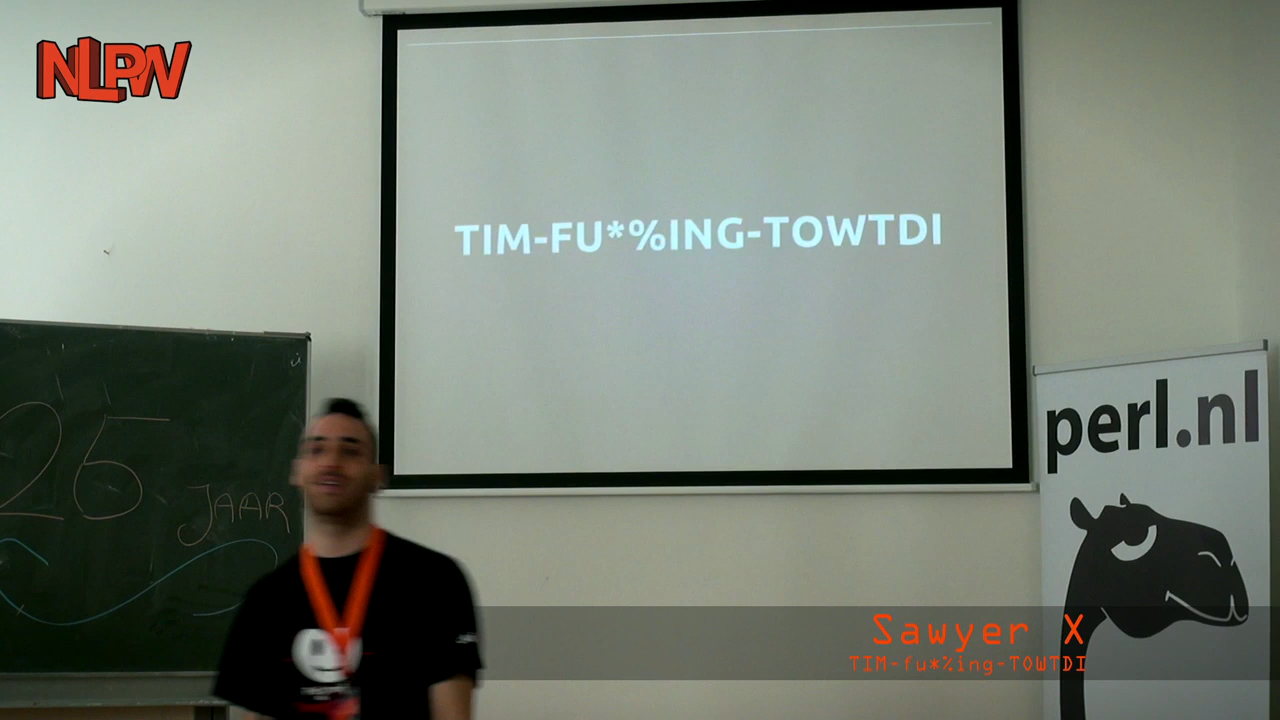 NLPW
TIM-FU*%ING-TOWTDI
25 JAAR
perl.nl
Sawyer X
TIM-fu*%ing-TOWTDI